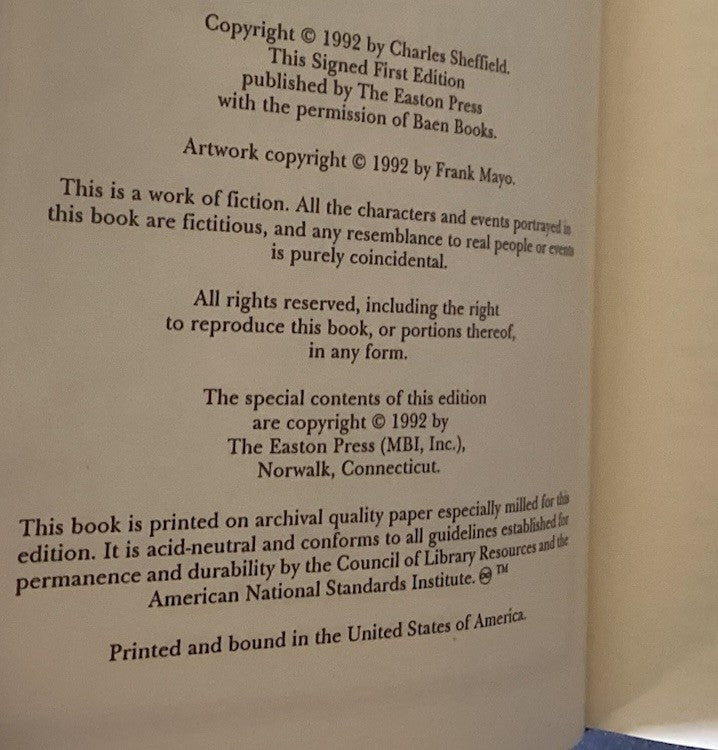 Copyright © 1992 by Charles Sheffield.
This Signed First Edition
published by The Easton Press
with the permission of Baen Books.
Artwork copyright © 1992 by Frank Mayo.
This is a work of fiction. All the characters and events portrayed in
this book are fictitious, and any resemblance to real people or events
is purely coincidental.
All rights reserved, including the right
to reproduce this book, or portions thereof,
in any form.
The special contents of this edition
are copyright © 1992 by
The Easton Press (MBI, Inc.),
Norwalk, Connecticut.
This book is printed on archival quality paper especially milled for this
edition. It is acid-neutral and conforms to all guidelines established for
permanence and durability by the Council of Library Resources and the
American National Standards Institute. ♾ ™
Printed and bound in the United States of America.